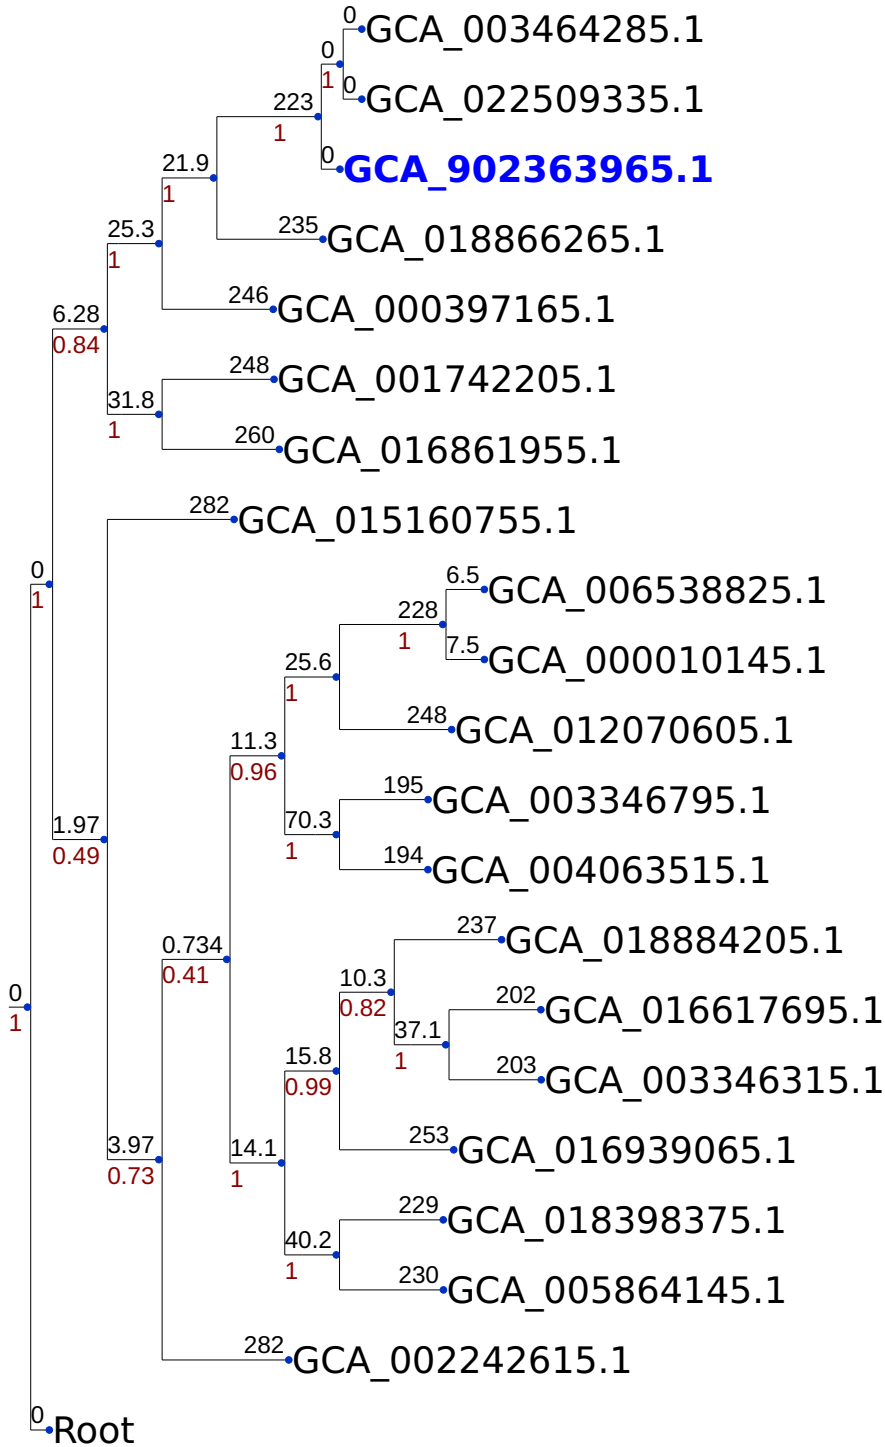 0
GCA_003464285.1
0
1
0
GCA_022509335.1
223
1
0
GCA_902363965.1
21.9
1
235
GCA_018866265.1
25.3
1
246
GCA_000397165.1
6.28
0.84
248
GCA_001742205.1
31.8
1
260
GCA_016861955.1
282
GCA_015160755.1
0
1
6.5
GCA_006538825.1
228
1
7.5
GCA_000010145.1
25.6
1
248
GCA_012070605.1
11.3
0.96
195
GCA_003346795.1
70.3
1
194
GCA_004063515.1
1.97
0.49
237
GCA_018884205.1
0.734
0.41
10.3
0.82
202
GCA_016617695.1
0
1
37.1
1
203
GCA_003346315.1
15.8
0.99
253
GCA_016939065.1
3.97
0.73
14.1
1
229
GCA_018398375.1
40.2
1
230
GCA_005864145.1
282
GCA_002242615.1
0
Root